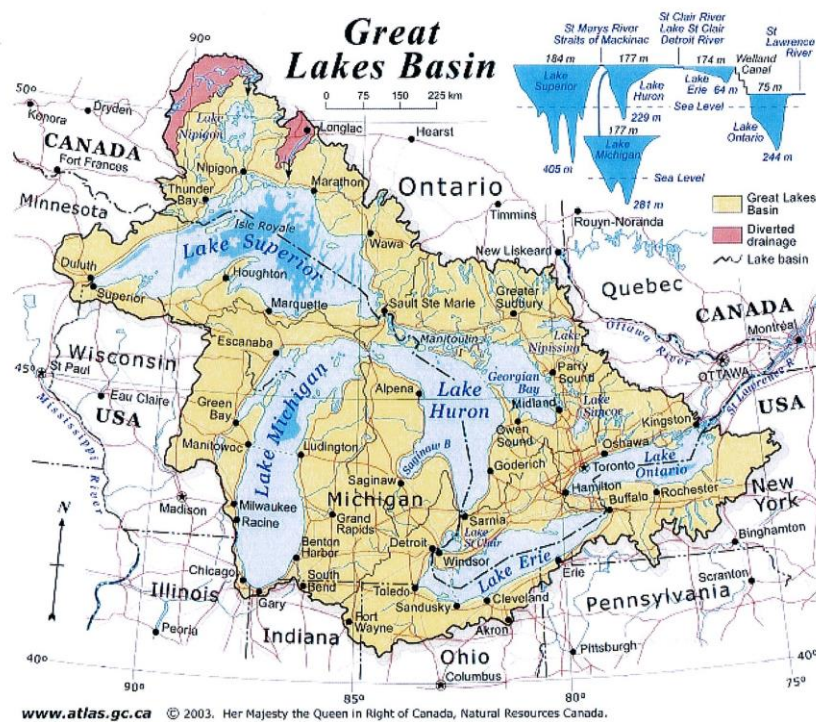 Great
Lakes Basin
0 75 150 225 km
90°
50°
St Marys River
Straits of Mackinac
St Clair River
Lake St Clair
Detroit River
St
Lawrence
River
184 m
177 m
174 m
Welland
Canal
75 m
Lake
Superior
Lake
Huron
Lake
Erie
64 m
Sea Level
229 m
177 m
Lake
Michigan
Lake
Ontario
405 m
244 m
Sea Level
281 m
Great Lakes
Basin
Diverted
drainage
Lake basin
Kenora
Dryden
CANADA
Fort Frances
Lake
Nipigon
Longlac
Hearst
Nipigon
Thunder
Bay
Marathon
Ontario
Timmins
Rouyn-Noranda
Minnesota
Isle Royale
Lake Superior
Wawa
New Liskeard
Quebec
Duluth
Superior
Houghton
Marquette
Sault Ste Marie
Greater
Sudbury
CANADA
Montréal
Ottawa River
OTTAWA
St Lawrence R
Wisconsin
Escanaba
Manitoulin
Lake
Nipissing
Parry
Sound
45°
St Paul
Eau Claire
USA
Mississippi
River
Green
Bay
Manitowoc
Lake Michigan
Ludington
Alpena
Lake
Huron
Georgian
Bay
Midland
Lake
Simcoe
Owen
Sound
Kingston
USA
Saginaw B
Saginaw
Goderich
Oshawa
Toronto
Lake
Ontario
Michigan
Hamilton
Buffalo
Rochester
New
York
N
Madison
Milwaukee
Racine
Grand
Rapids
Sarnia
Lake
St Clair
Detroit
Windsor
Lake Erie
Erie
Binghamton
Benton
Harbor
Chicago
South
Bend
Gary
Toledo
Sandusky
Cleveland
Scranton
Illinois
Peoria
Indiana
Fort
Wayne
Akron
Pennsylvania
Pittsburgh
Ohio
Columbus
40°
90°
85°
80°
75°
40°
www.atlas.gc.ca © 2003. Her Majesty the Queen in Right of Canada, Natural Resources Canada.